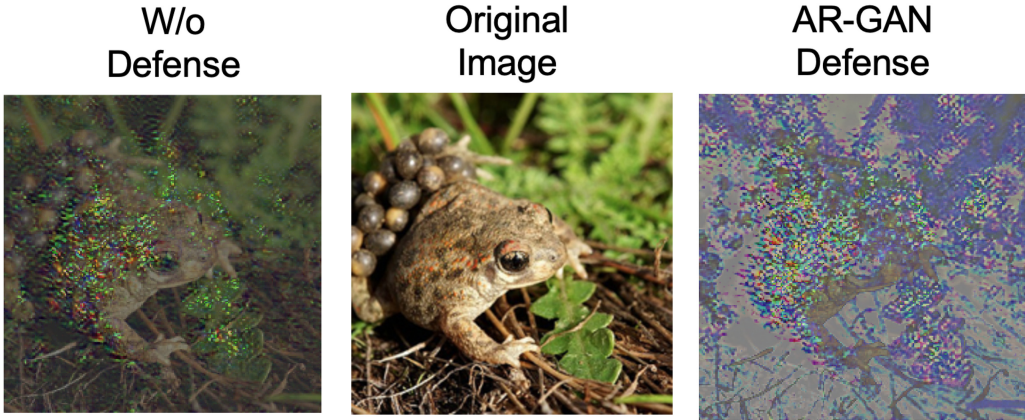 W/o
Defense
Original
Image
AR-GAN
Defense